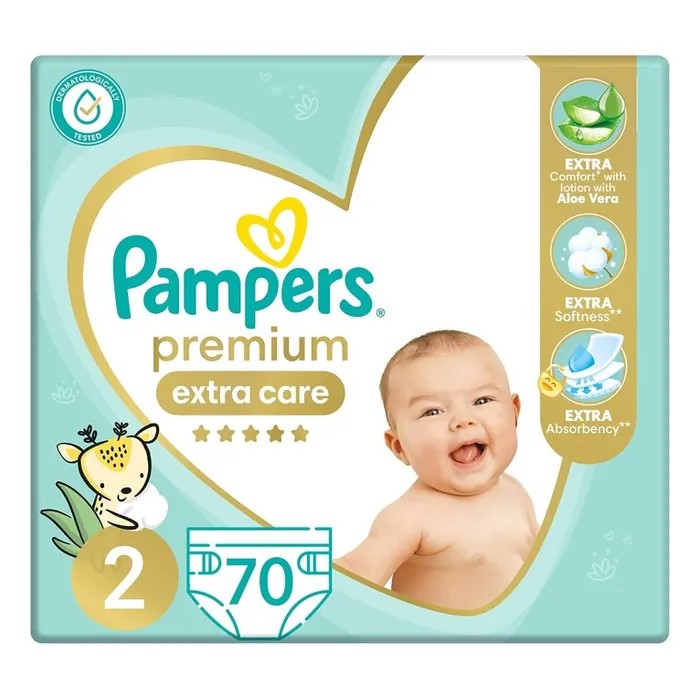 DERMATOLOGICALLY
TESTED
Pampers®
premium
extra care
2
70
EXTRA
Comfort* with
lotion with
Aloe Vera
EXTRA
Softness**
EXTRA
Absorbency**